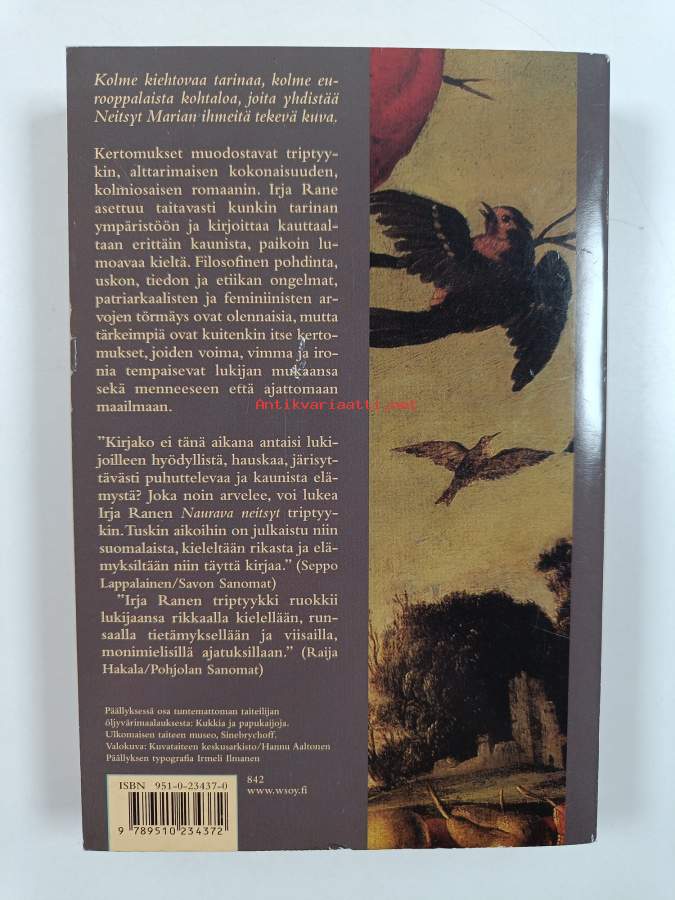 Kolme kiehtovaa tarinaa, kolme eu-
rooppalaista kohtaloa, joita yhdistää
Neitsyt Marian ihmeitä tekevä kuva.
Kertomukset muodostavat triptyy-
kin, alttarimaisen kokonaisuuden,
kolmiosaisen romaanin. Irja Rane
asettuu taitavasti kunkin tarinan
ympäristöön ja kirjoittaa kauttaal-
taan erittäin kaunista, paikoin lu-
moavaa kieltä. Filosofinen pohdinta,
uskon, tiedon ja etiikan ongelmat,
patriarkaalisten ja feminiinisten ar-
vojen törmäys ovat olennaisia, mutta
tärkeimpiä ovat kuitenkin itse kerto-
mukset, joiden voima, vimma ja iro-
nia tempaisevat lukijan mukaansa
sekä menneeseen että ajattomaan
maailmaan.
Antikvariaatti.net
"Kirjako ei tänä aikana antaisi luki-
joilleen hyödyllistä, hauskaa, järisyt-
tävästi puhuttelevaa ja kaunista elä-
mystä? Joka noin arvelee, voi lukea
Irja Ranen Naurava neitsyt triptyy-
kin. Tuskin aikoihin on julkaistu niin
suomalaista, kieleltään rikasta ja elä-
myksiltään niin täyttä kirjaa." (Seppo
Lappalainen/Savon Sanomat)
"Irja Ranen triptyykki ruokkii
lukijaansa rikkaalla kielellään, run-
saalla tietämyksellään ja viisailla,
monimielisillä ajatuksillaan." (Raija
Hakala/Pohjolan Sanomat)
Päällyksessä osa tuntemattoman taiteilijan
öljyvärimaalauksesta: Kukkia ja papukaijoja.
Ulkomaisen taiteen museo, Sinebrychoff.
Valokuva: Kuvataiteen keskusarkisto/Hannu Aaltonen
Päällyksen typografia Irmeli Ilmanen
ISBN 951-0-23437-0
842
www.wsoy.fi
9 789510 234372